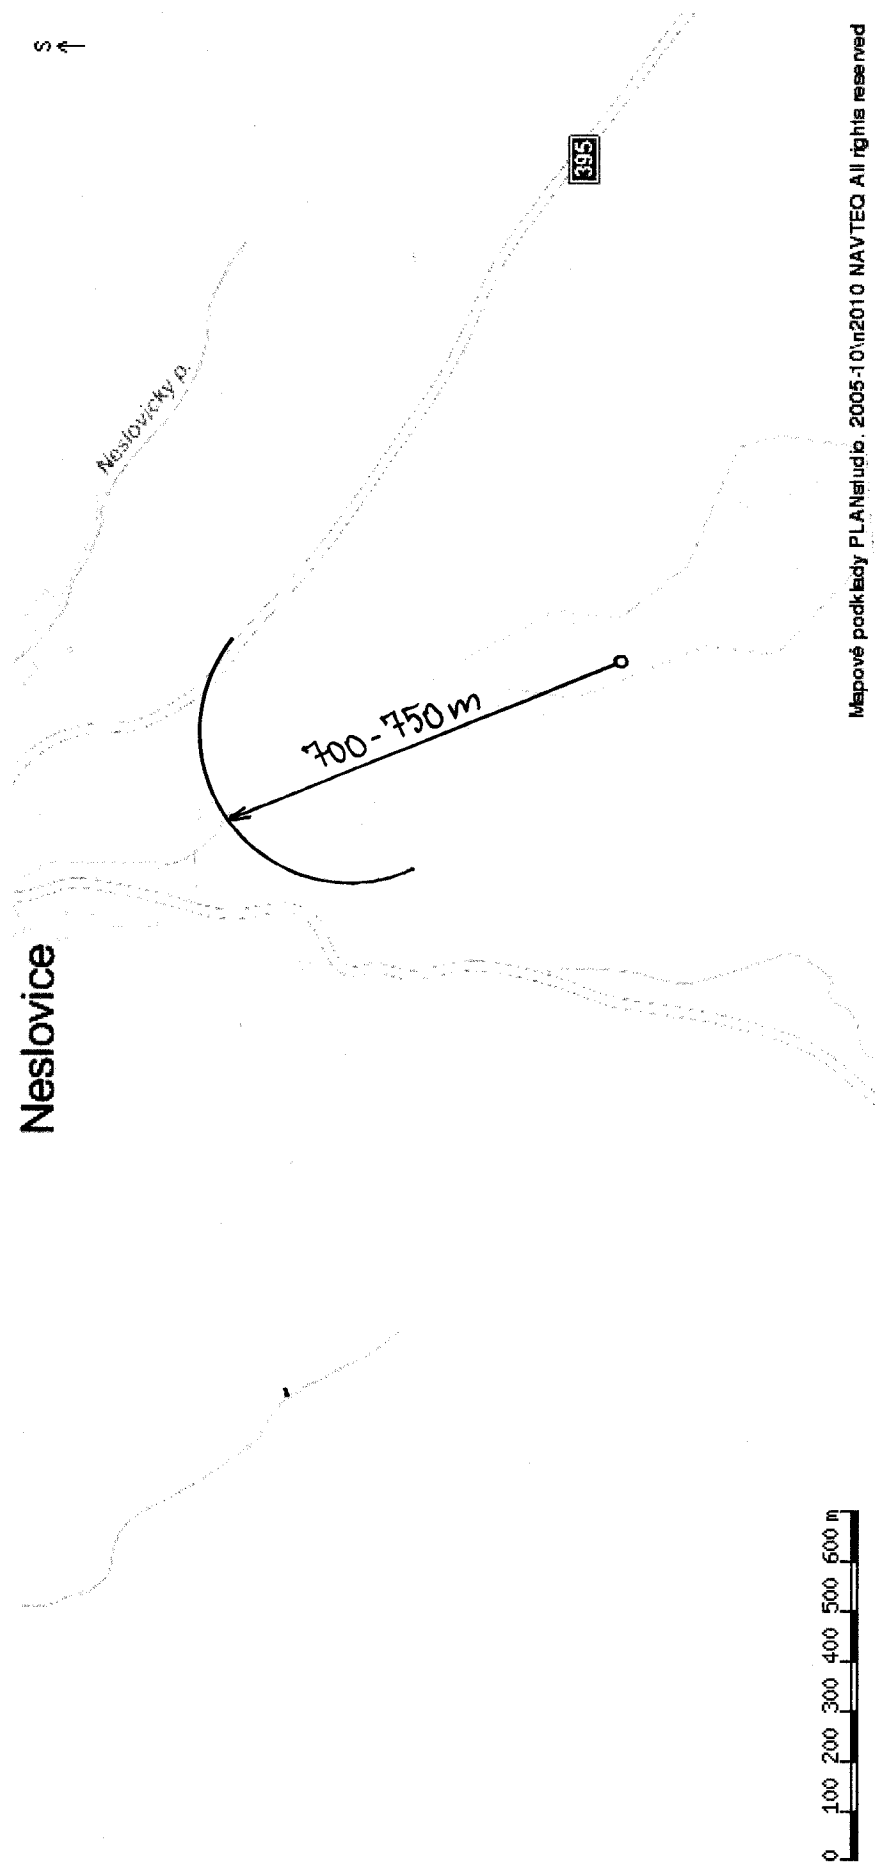 S
Neslovice
Neslovický p.
395
700-750 m
0 100 200 300 400 500 600 m
Mapové podklady PLANstudio. 2005-10\n2010 NAVTEQ All rights reserved